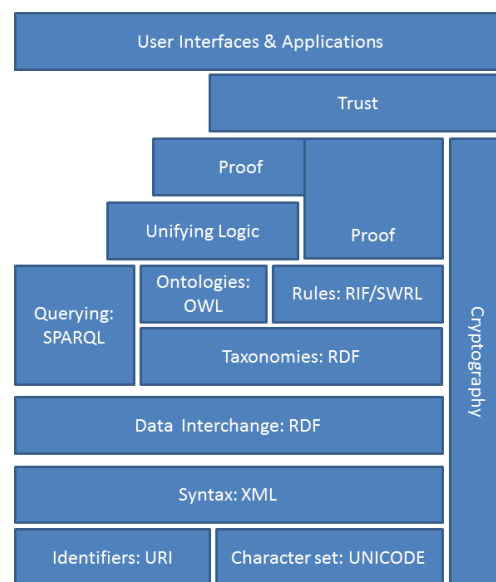 User Interfaces & Applications
Trust
Proof
Proof
Unifying Logic
Querying:
SPARQL
Ontologies:
OWL
Rules: RIF/SWRL
Taxonomies: RDF
Cryptography
Data Interchange: RDF
Syntax: XML
Identifiers: URI
Character set: UNICODE